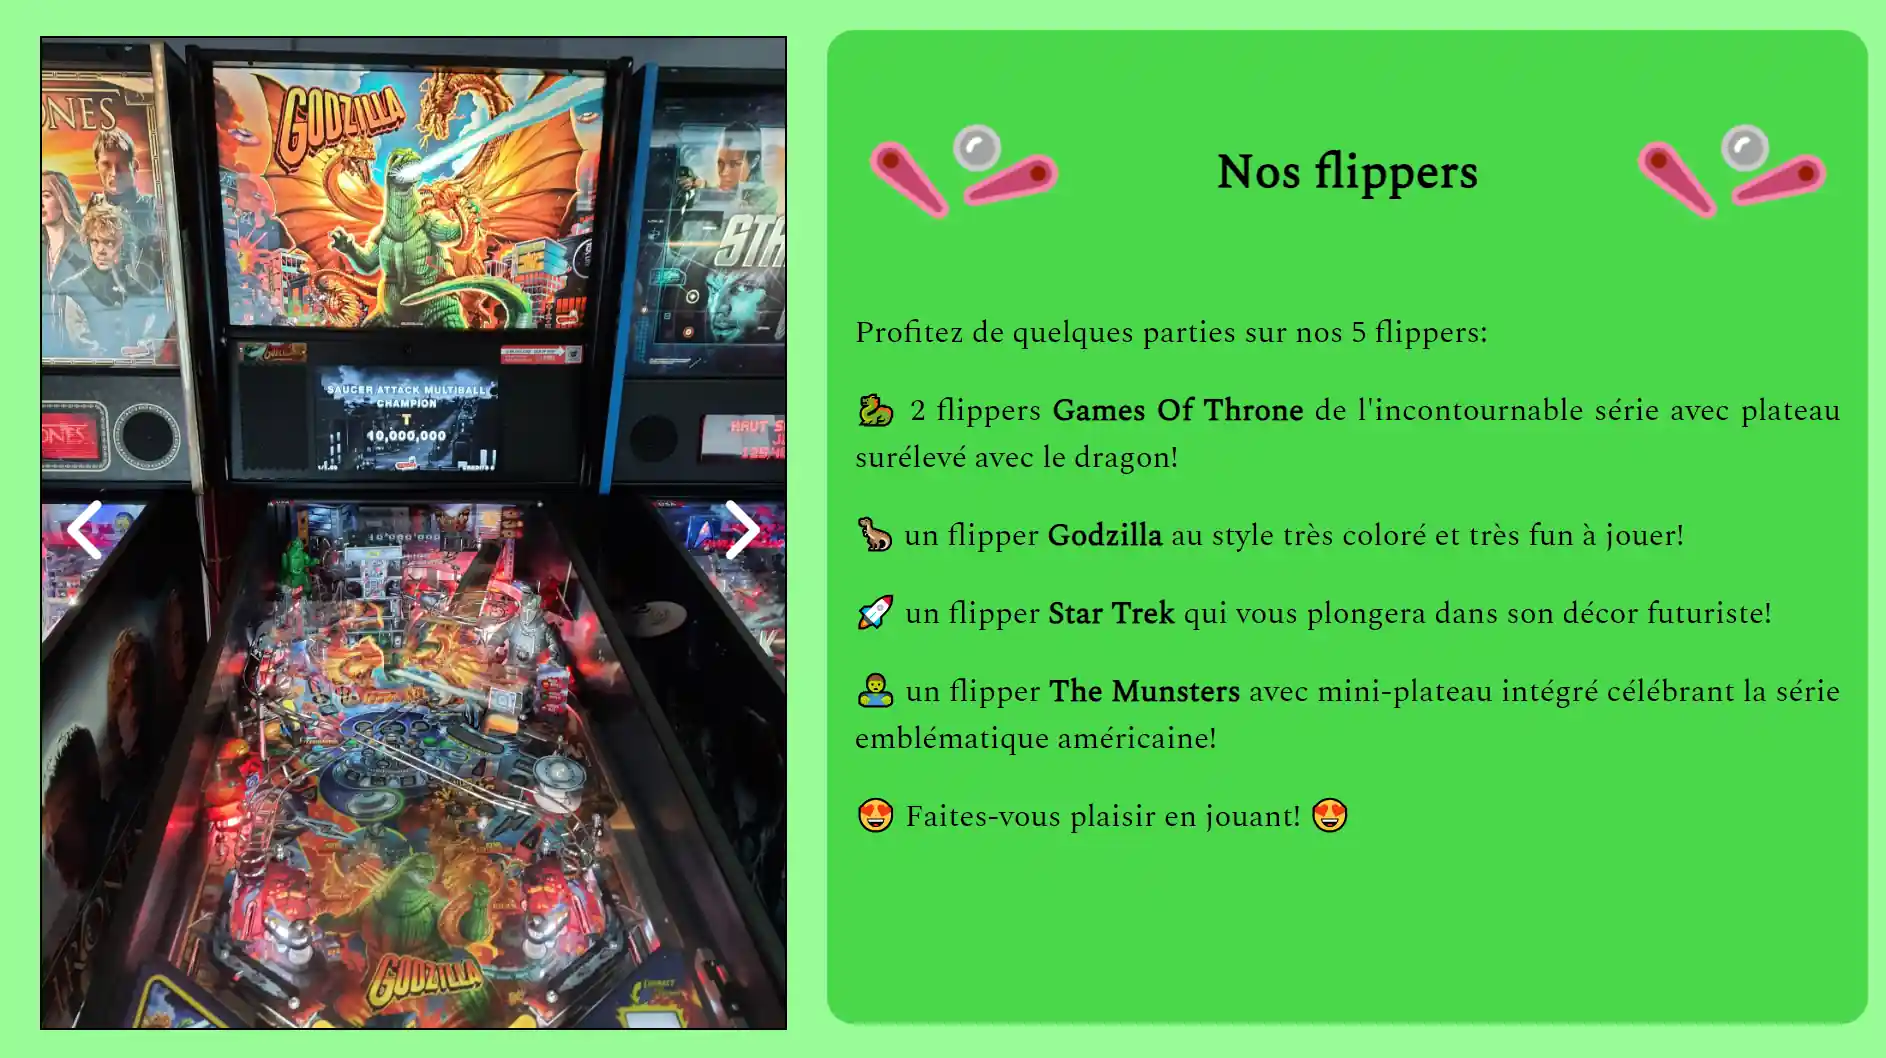 ONES
GODZILLA
SAUCER ATTACK MULTIBALL
CHAMPION
T
10,000,000
GODZILLA
Nos flippers
Profitez de quelques parties sur nos 5 flippers:
🐉 2 flippers Games Of Throne de l'incontournable série avec plateau
surélevé avec le dragon!
🦕 un flipper Godzilla au style très coloré et très fun à jouer!
🚀 un flipper Star Trek qui vous plongera dans son décor futuriste!
🧟‍♂️ un flipper The Munsters avec mini-plateau intégré célébrant la série
emblématique américaine!
😍 Faites-vous plaisir en jouant! 😍